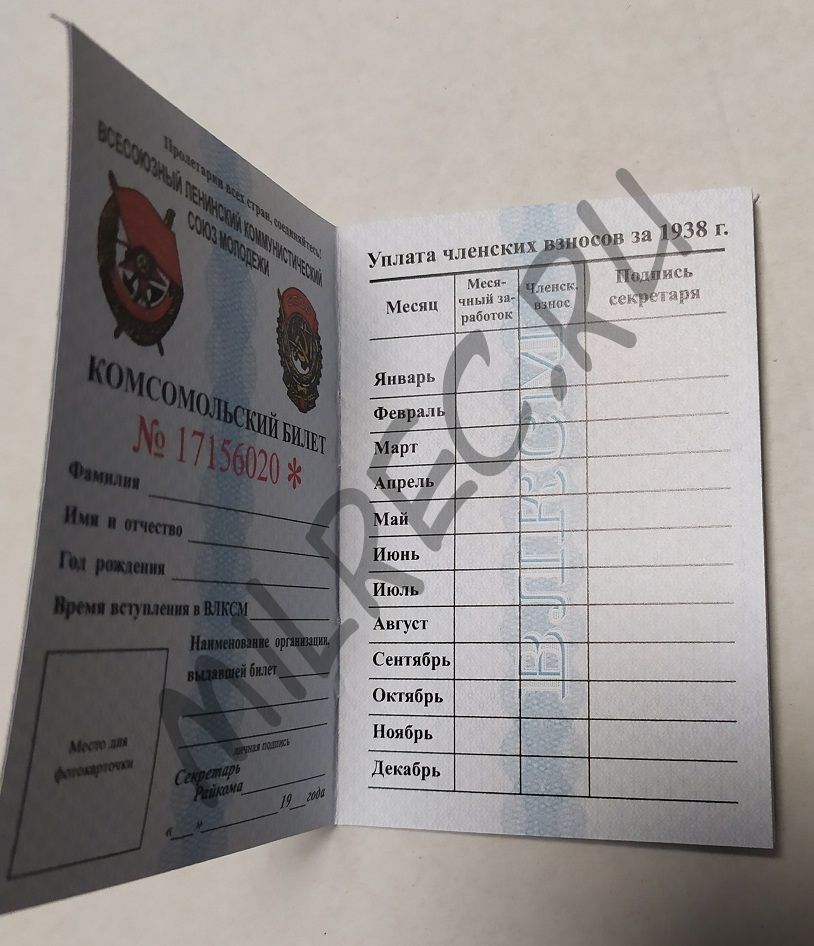 Пролетарии всех стран, соединяйтесь!
ВСЕСОЮЗНЫЙ ЛЕНИНСКИЙ КОММУНИСТИЧЕСКИЙ
СОЮЗ МОЛОДЕЖИ
КОМСОМОЛЬСКИЙ БИЛЕТ
№ 17156020 *
Фамилия
Имя и отчество
Год рождения
Время вступления в ВЛКСМ
Наименование организации,
выдавшей билет
Место для
фотокарточки
личная подпись
Секретарь
Райкома
«__» 19__года
Уплата членских взносов за 1938 г.
Месяц
Меся-
чный за-
работок
Членск.
взнос
Подпись
секретаря
Январь
Февраль
Март
Апрель
Май
Июнь
Июль
Август
Сентябрь
Октябрь
Ноябрь
Декабрь
ВЛКСМ
MILREC.RU